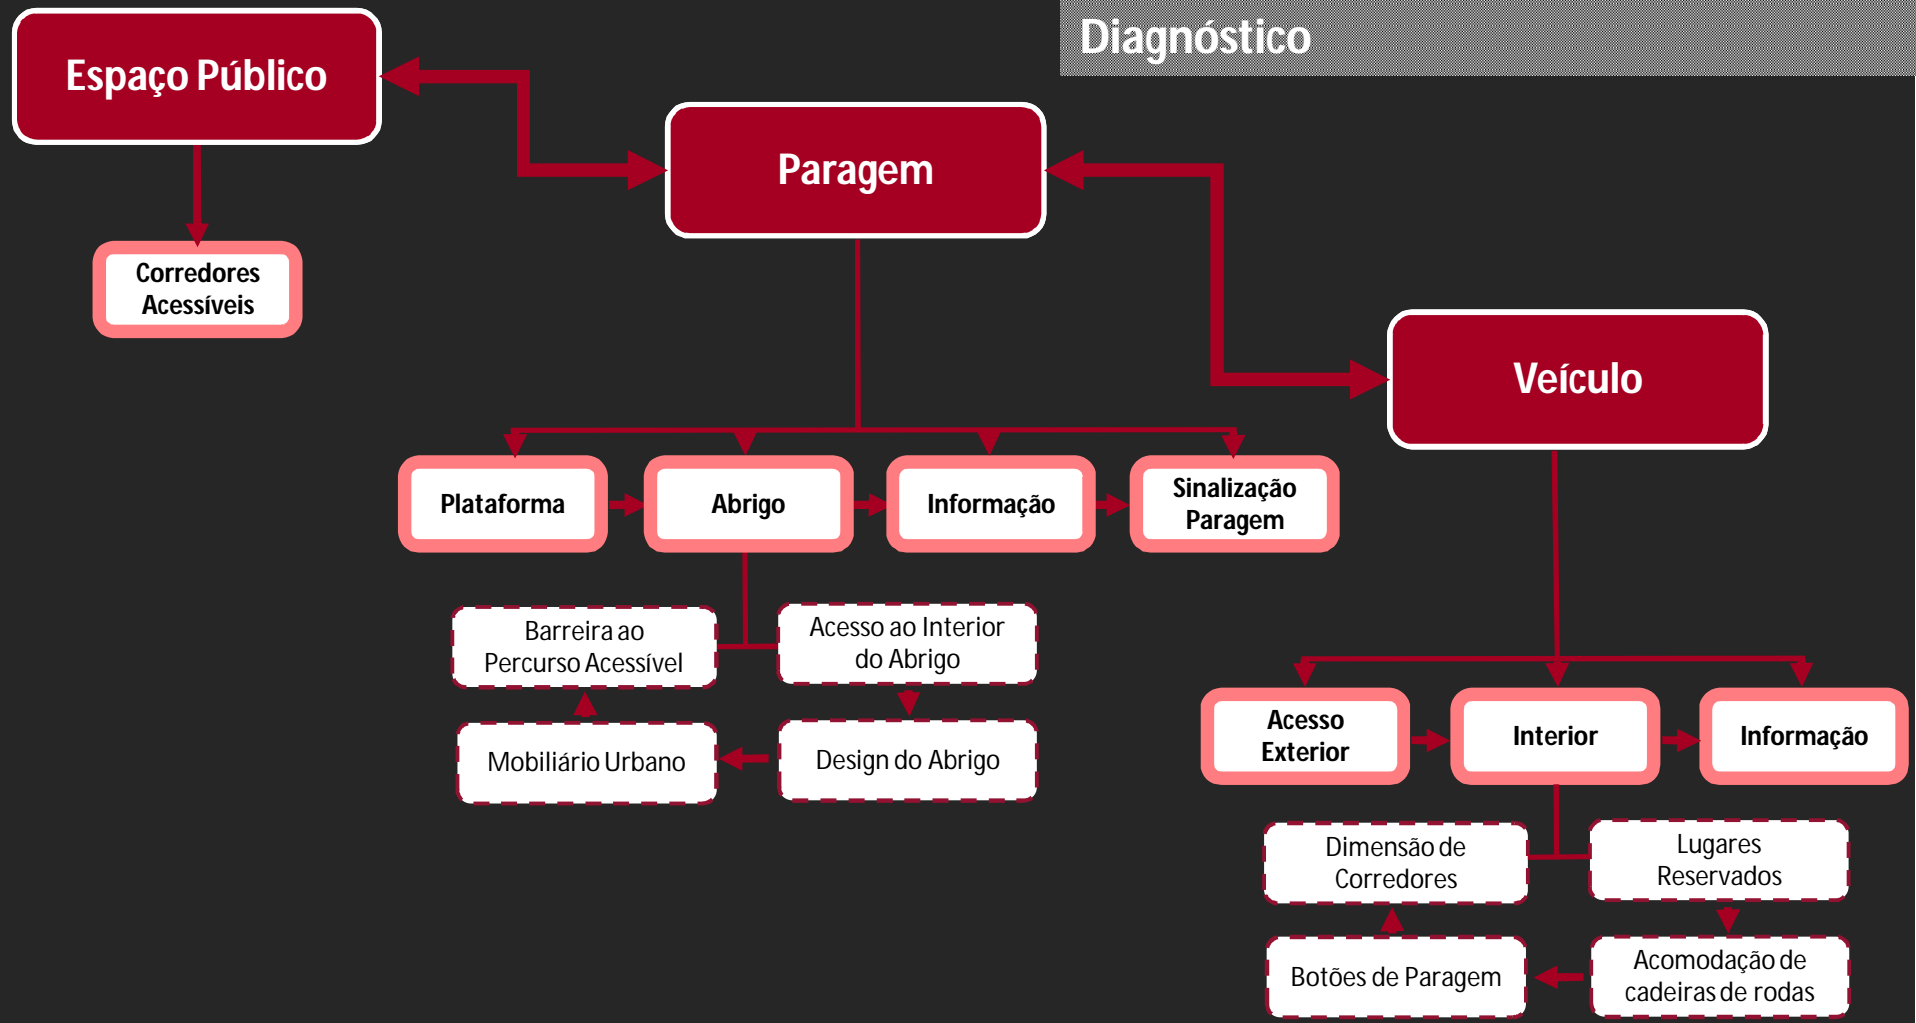 Diagnóstico
Espaço Público
Paragem
Corredores
Acessíveis
Veículo
Plataforma
Abrigo
Informação
Sinalização
Paragem
Barreira ao
Percurso Acessível
Acesso ao Interior
do Abrigo
Mobiliário Urbano
Design do Abrigo
Acesso
Exterior
Interior
Informação
Dimensão de
Corredores
Lugares
Reservados
Botões de Paragem
Acomodação de
cadeiras de rodas